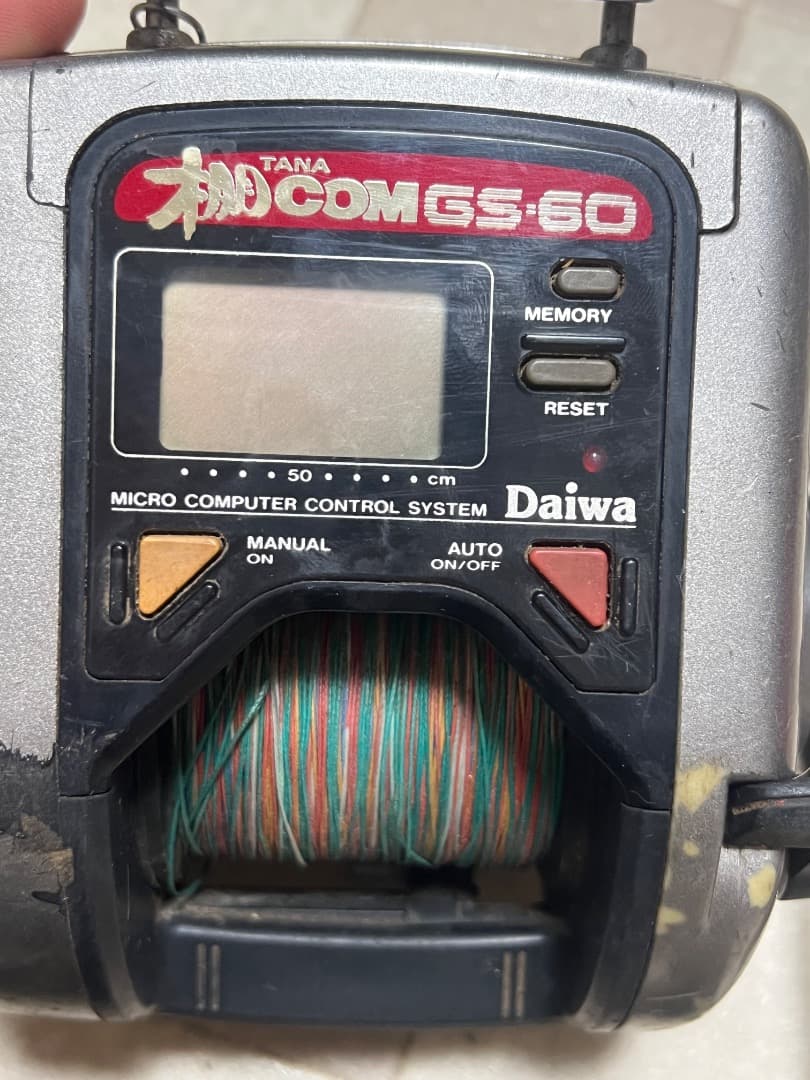 TANA
棚COM GS-60
MEMORY
RESET
50 cm
MICRO COMPUTER CONTROL SYSTEM Daiwa
MANUAL
ON
AUTO
ON/OFF